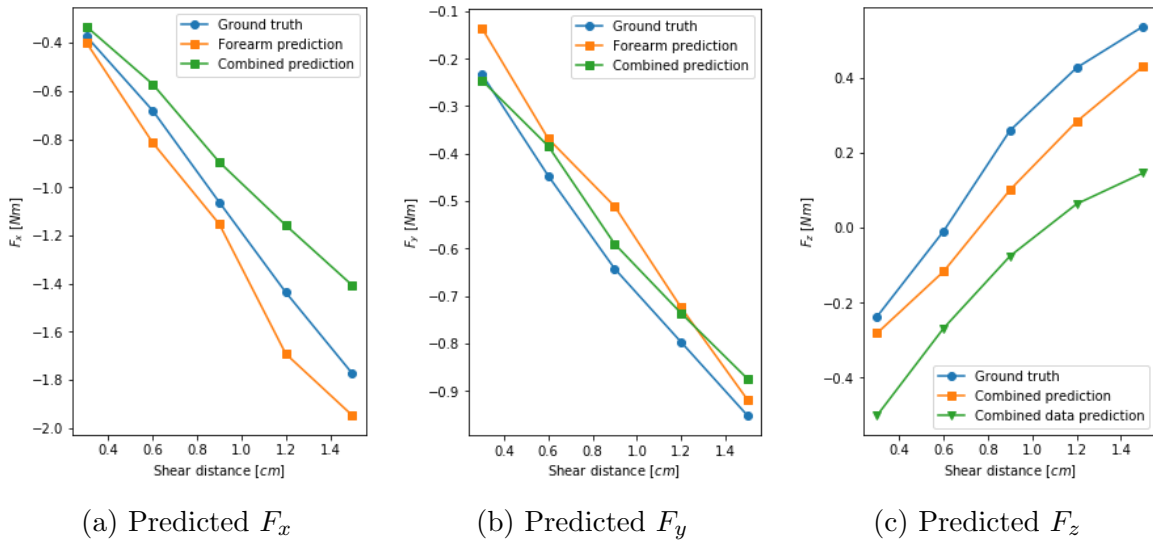 −0.4
−0.6
−0.8
−1.0
−1.2
−1.4
−1.6
−1.8
−2.0
F_x [Nm]
Ground truth
Forearm prediction
Combined prediction
0.4 0.6 0.8 1.0 1.2 1.4
Shear distance [cm]
(a) Predicted F_x
−0.1
−0.2
−0.3
−0.4
−0.5
−0.6
−0.7
−0.8
−0.9
F_y [Nm]
Ground truth
Forearm prediction
Combined prediction
0.4 0.6 0.8 1.0 1.2 1.4
Shear distance [cm]
(b) Predicted F_y
0.4
0.2
0.0
−0.2
−0.4
F_z [Nm]
Ground truth
Combined prediction
Combined data prediction
0.4 0.6 0.8 1.0 1.2 1.4
Shear distance [cm]
(c) Predicted F_z